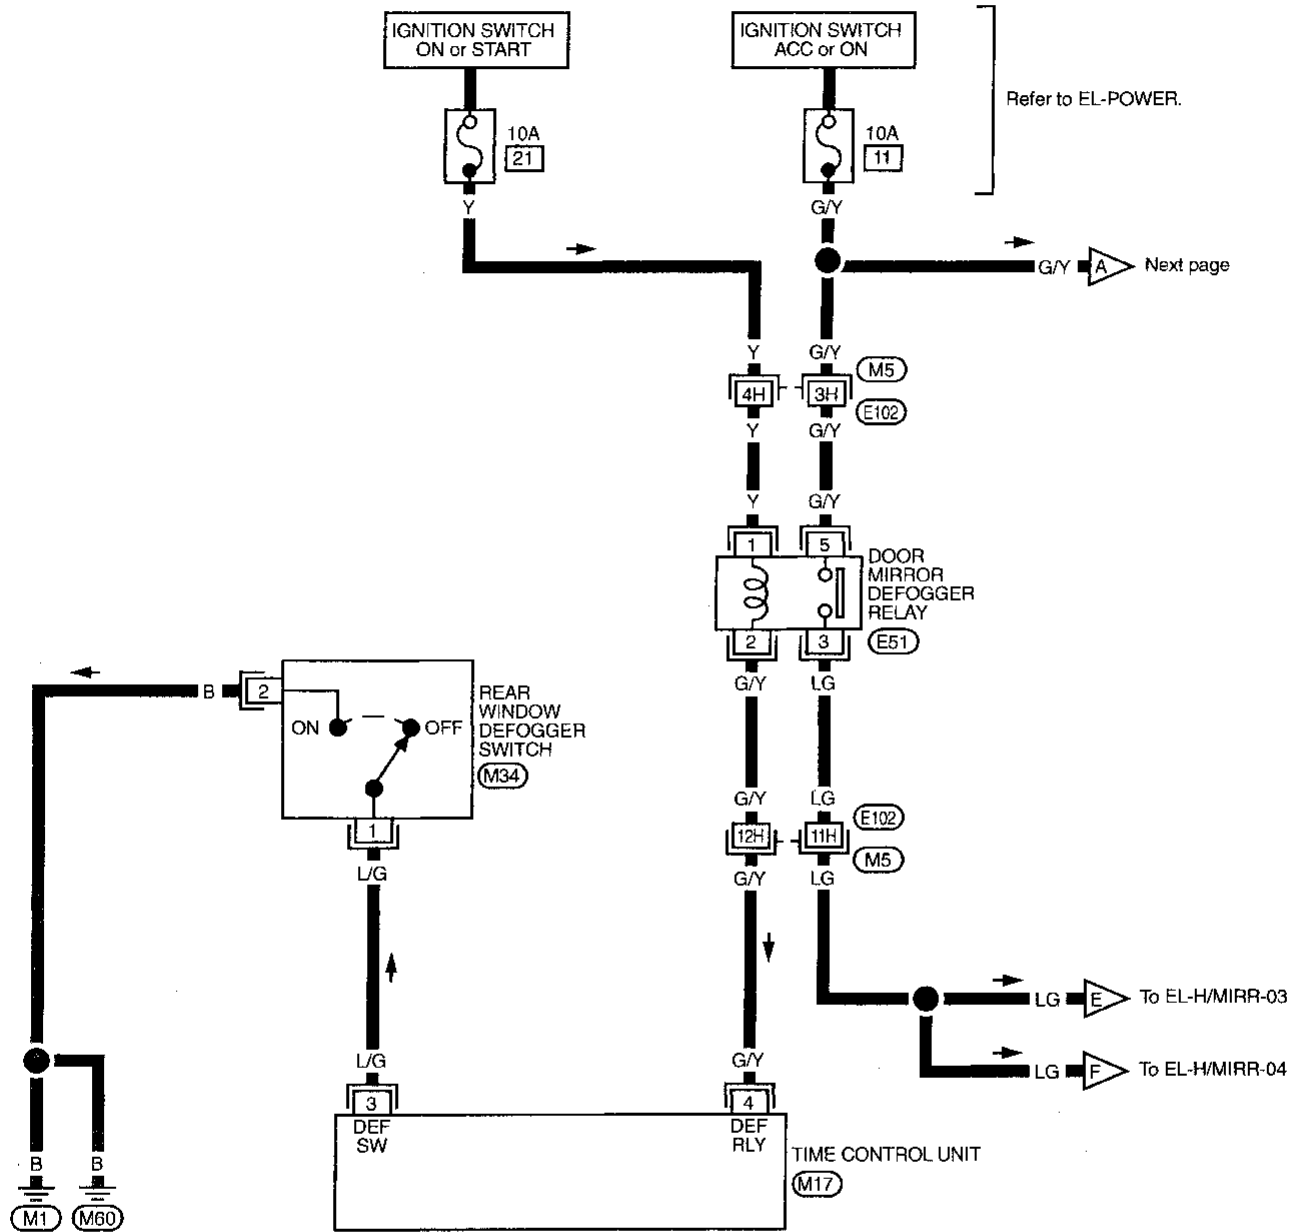 IGNITION SWITCH
ON or START
IGNITION SWITCH
ACC or ON
Refer to EL-POWER.
10A
21
10A
11
Y
G/Y
G/Y
A
Next page
Y
G/Y
M5
4H
3H
E102
Y
G/Y
Y
G/Y
1
5
DOOR
MIRROR
DEFOGGER
RELAY
E51
2
3
G/Y
LG
B
2
ON
OFF
REAR
WINDOW
DEFOGGER
SWITCH
M34
1
L/G
G/Y
LG
E102
12H
11H
M5
G/Y
LG
LG
E
To EL-H/MIRR-03
LG
F
To EL-H/MIRR-04
L/G
G/Y
3
4
DEF
SW
DEF
RLY
TIME CONTROL UNIT
M17
B
B
M1
M60